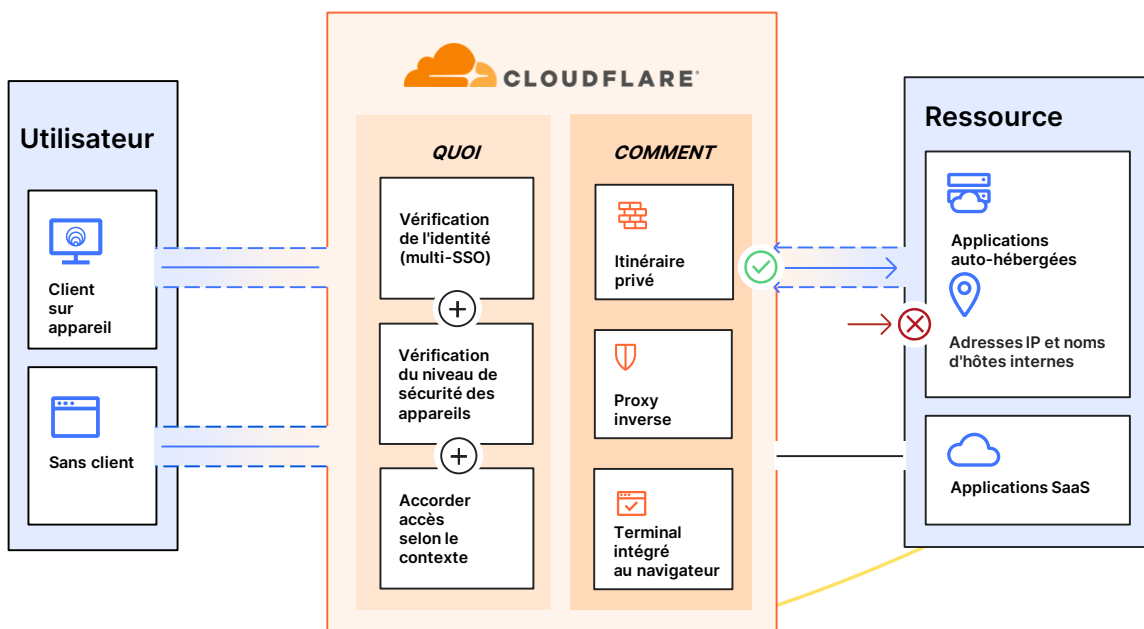 CLOUDFLARE
Utilisateur
Client
sur
appareil
Sans client
QUOI
Vérification
de l'identité
(multi-SSO)
Vérification
du niveau de
sécurité des
appareils
Accorder
accès
selon le
contexte
COMMENT
Itinéraire
privé
Proxy
inverse
Terminal
intégré
au navigateur
Ressource
Applications
auto-hébergées
Adresses IP et noms
d'hôtes internes
Applications SaaS